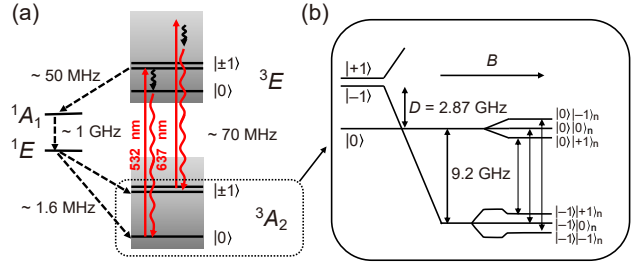 (a)
|±1⟩
³E
|0⟩
~ 50 MHz
¹A₁
~ 1 GHz
¹E
532 nm
637 nm
~ 70 MHz
|±1⟩
³A₂
~ 1.6 MHz
|0⟩
(b)
|+1⟩
|−1⟩
B
D = 2.87 GHz
|0⟩
|0⟩|−1⟩ₙ
|0⟩|0⟩ₙ
|0⟩|+1⟩ₙ
9.2 GHz
|−1⟩|+1⟩ₙ
|−1⟩|0⟩ₙ
|−1⟩|−1⟩ₙ